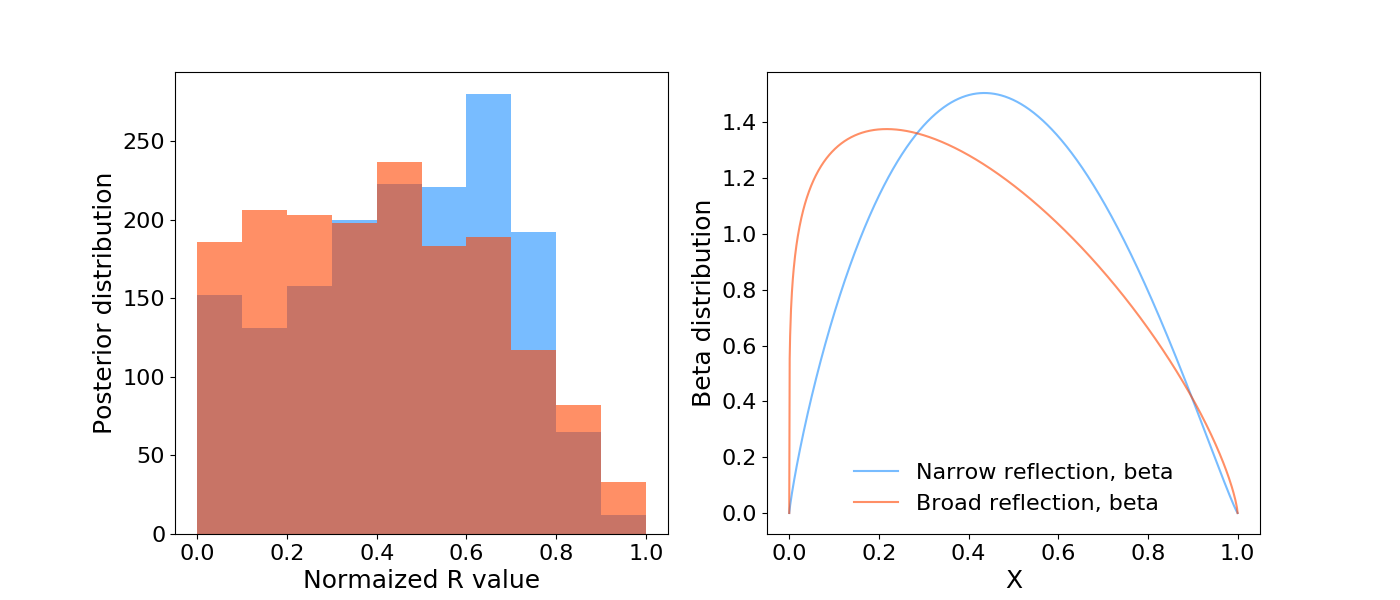 Posterior distribution
250
200
150
100
50
0
0.0 0.2 0.4 0.6 0.8 1.0
Normaized R value
Beta distribution
1.4
1.2
1.0
0.8
0.6
0.4
0.2
0.0
Narrow reflection, beta
Broad reflection, beta
0.0 0.2 0.4 0.6 0.8 1.0
X